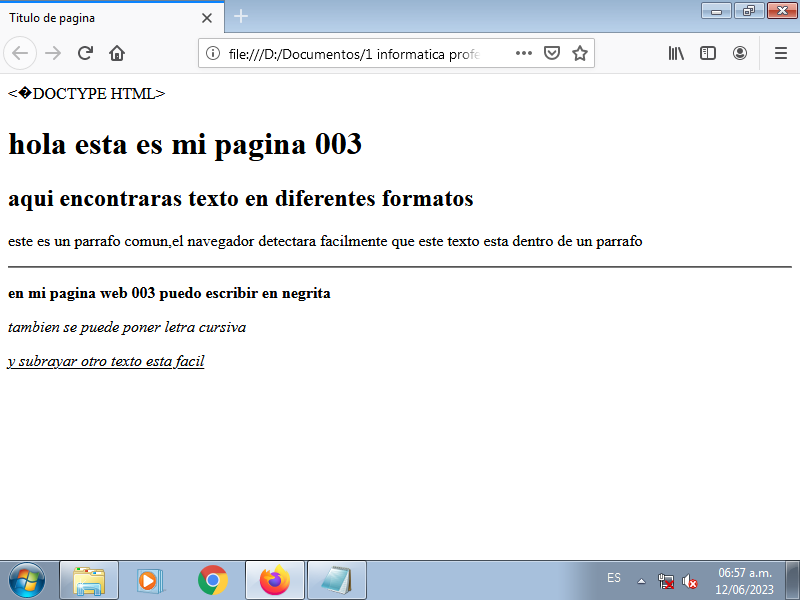 Titulo de pagina
file:///D:/Documentos/1 informatica profe
<�DOCTYPE HTML>
hola esta es mi pagina 003
aqui encontraras texto en diferentes formatos
este es un parrafo comun,el navegador detectara facilmente que este texto esta dentro de un parrafo
en mi pagina web 003 puedo escribir en negrita
tambien se puede poner letra cursiva
y subrayar otro texto esta facil
ES
06:57 a.m.
12/06/2023